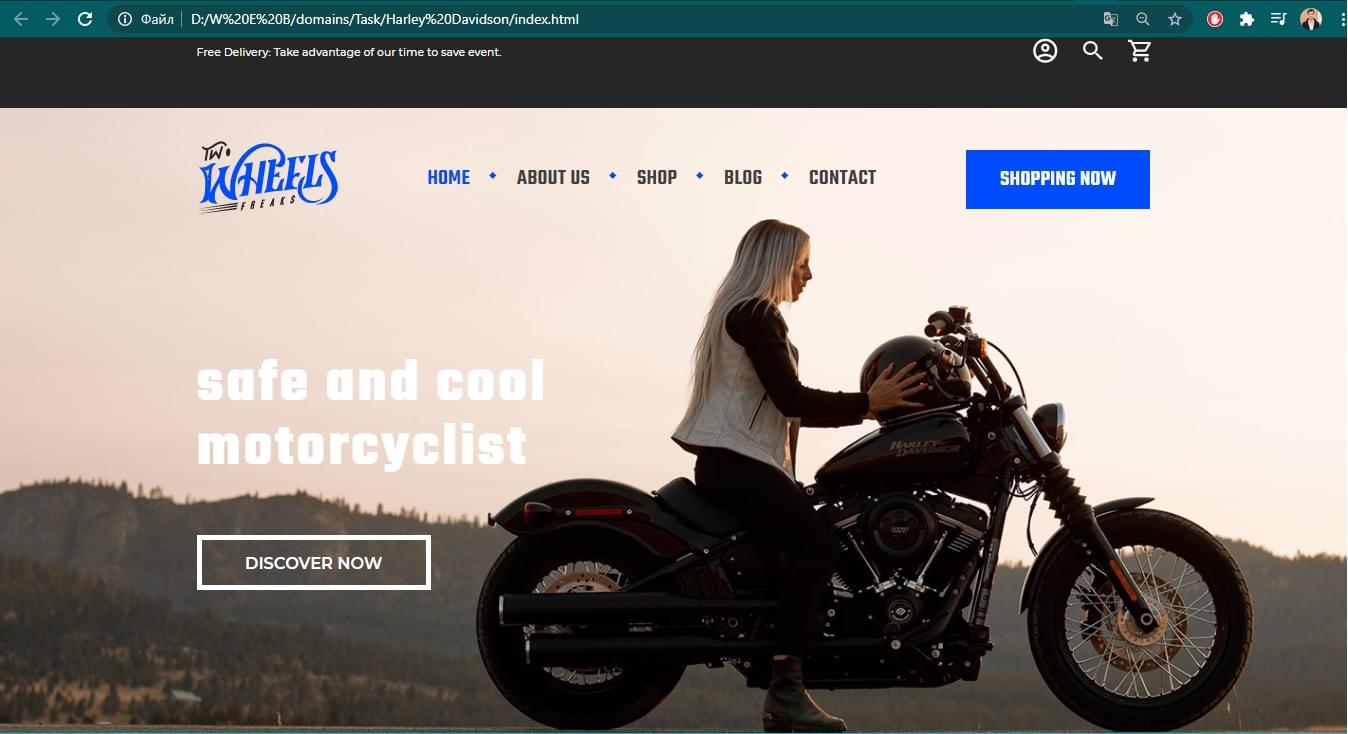 Файл D:/W%20E%20B/domains/Task/Harley%20Davidson/index.html
Free Delivery: Take advantage of our time to save event.
TW
WHEELS
FREAKS
HOME ABOUT US SHOP BLOG CONTACT
SHOPPING NOW
safe and cool
motorcyclist
HARLEY
DAVIDSON
DISCOVER NOW